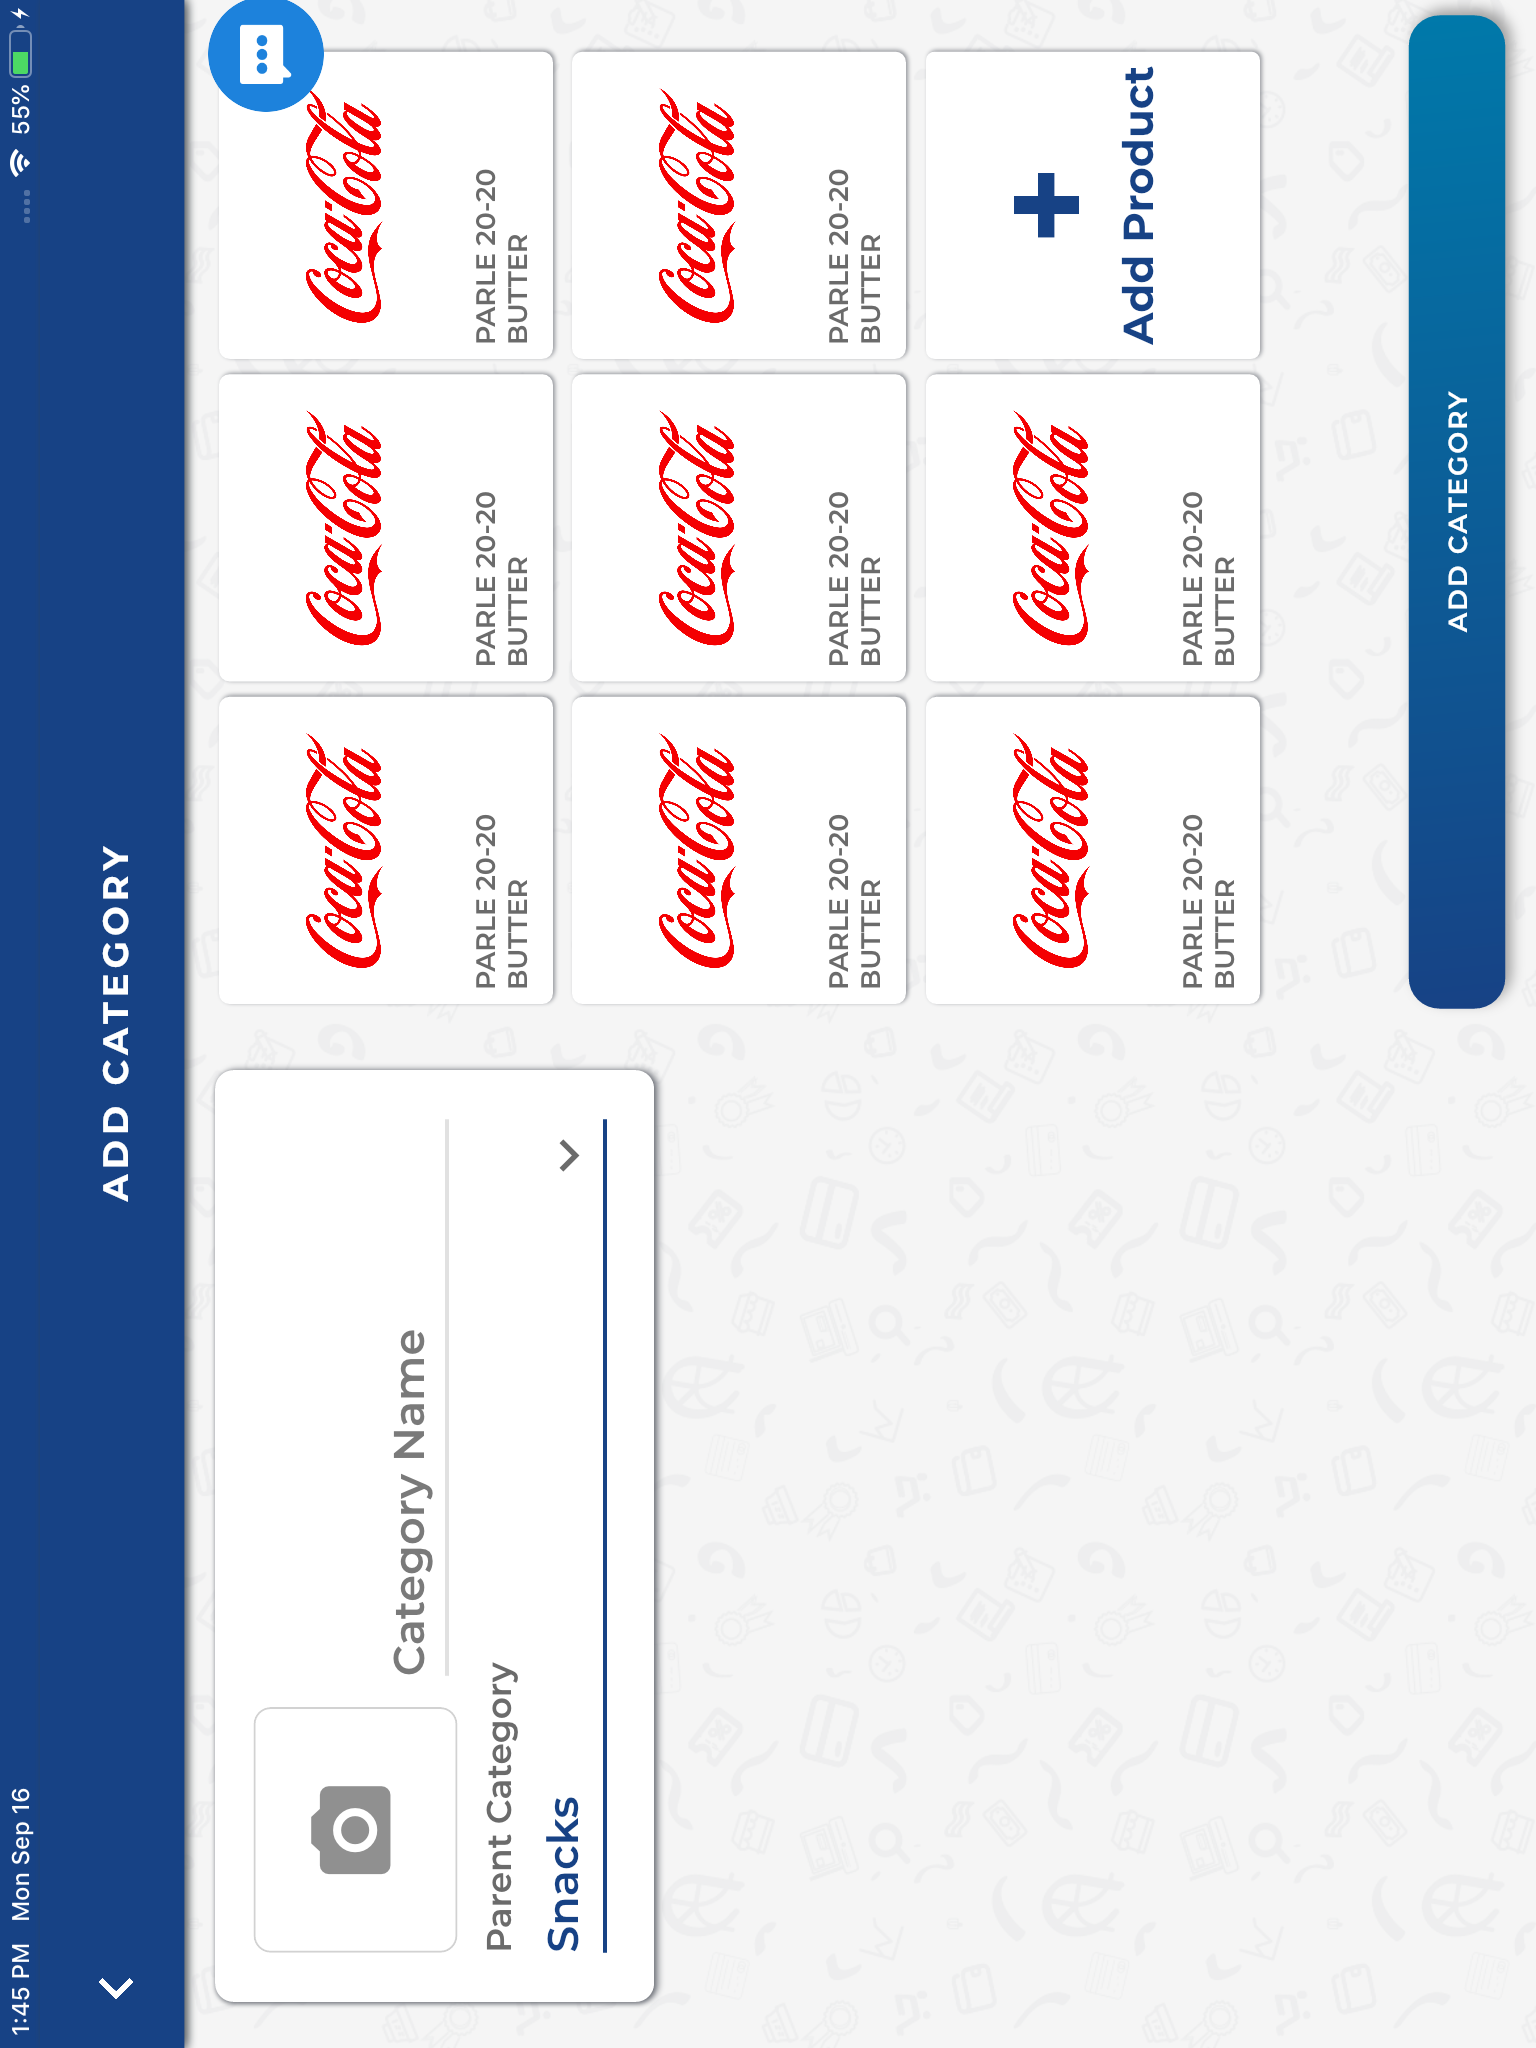 1:45 PM Mon Sep 16
55%
ADD CATEGORY
Category Name
Parent Category
Snacks
Coca-Cola
PARLE 20-20
BUTTER
Coca-Cola
PARLE 20-20
BUTTER
Coca-Cola
PARLE 20-20
BUTTER
Coca-Cola
PARLE 20-20
BUTTER
Coca-Cola
PARLE 20-20
BUTTER
Coca-Cola
PARLE 20-20
BUTTER
Coca-Cola
PARLE 20-20
BUTTER
Coca-Cola
PARLE 20-20
BUTTER
Add Product
ADD CATEGORY